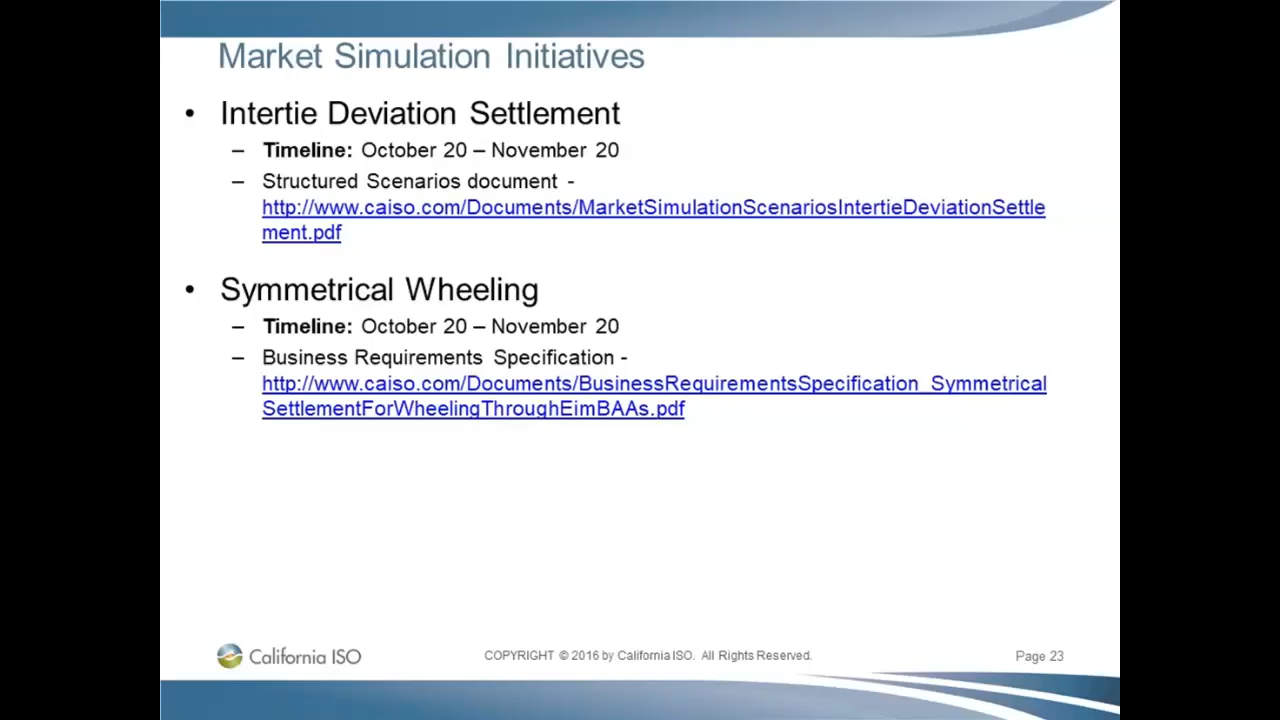 Market Simulation Initiatives
• Intertie Deviation Settlement
– Timeline: October 20 – November 20
– Structured Scenarios document -
http://www.caiso.com/Documents/MarketSimulationScenariosIntertieDeviationSettle
ment.pdf
• Symmetrical Wheeling
– Timeline: October 20 – November 20
– Business Requirements Specification -
http://www.caiso.com/Documents/BusinessRequirementsSpecification_Symmetrical
SettlementForWheelingThroughEimBAAs.pdf
California ISO
COPYRIGHT © 2016 by California ISO. All Rights Reserved.
Page 23